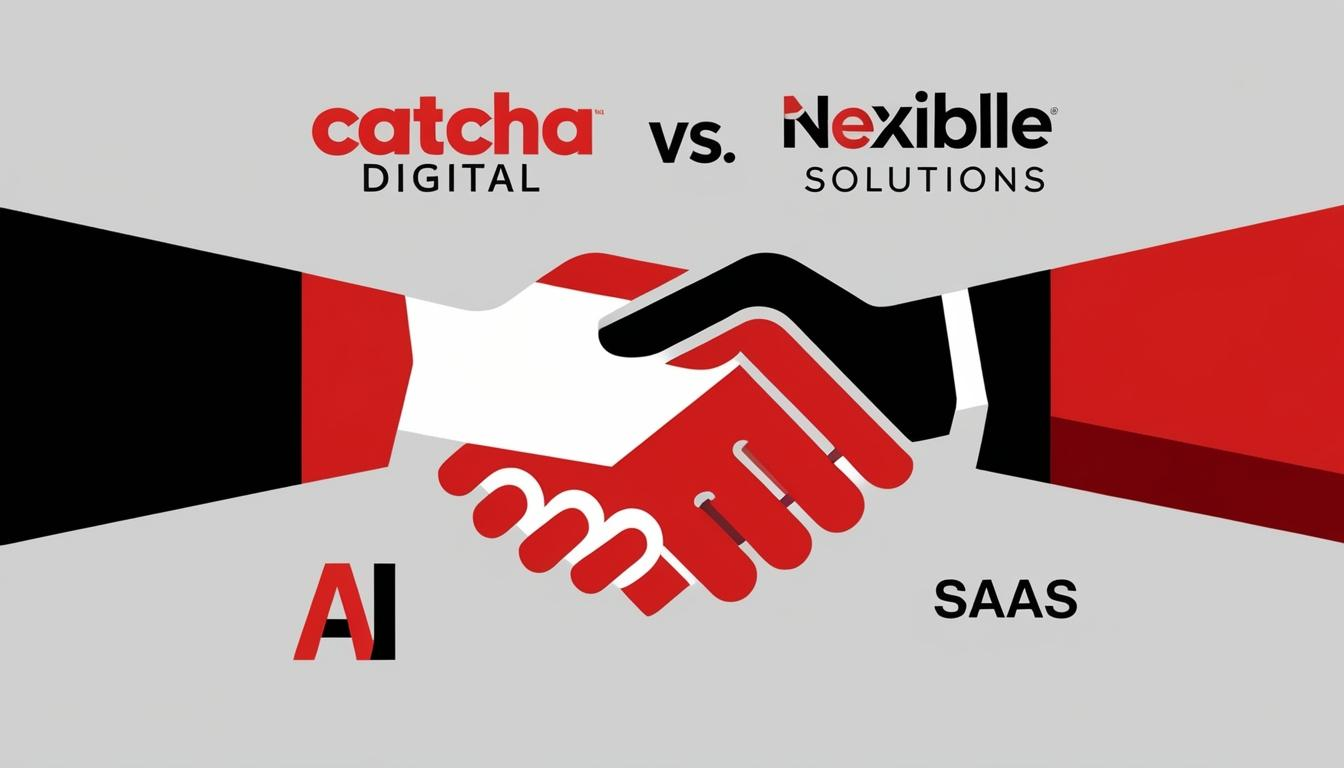 catcha
DIGITAL
vs.
Nexiblle®
SOLUTIONS
AI
SAAS